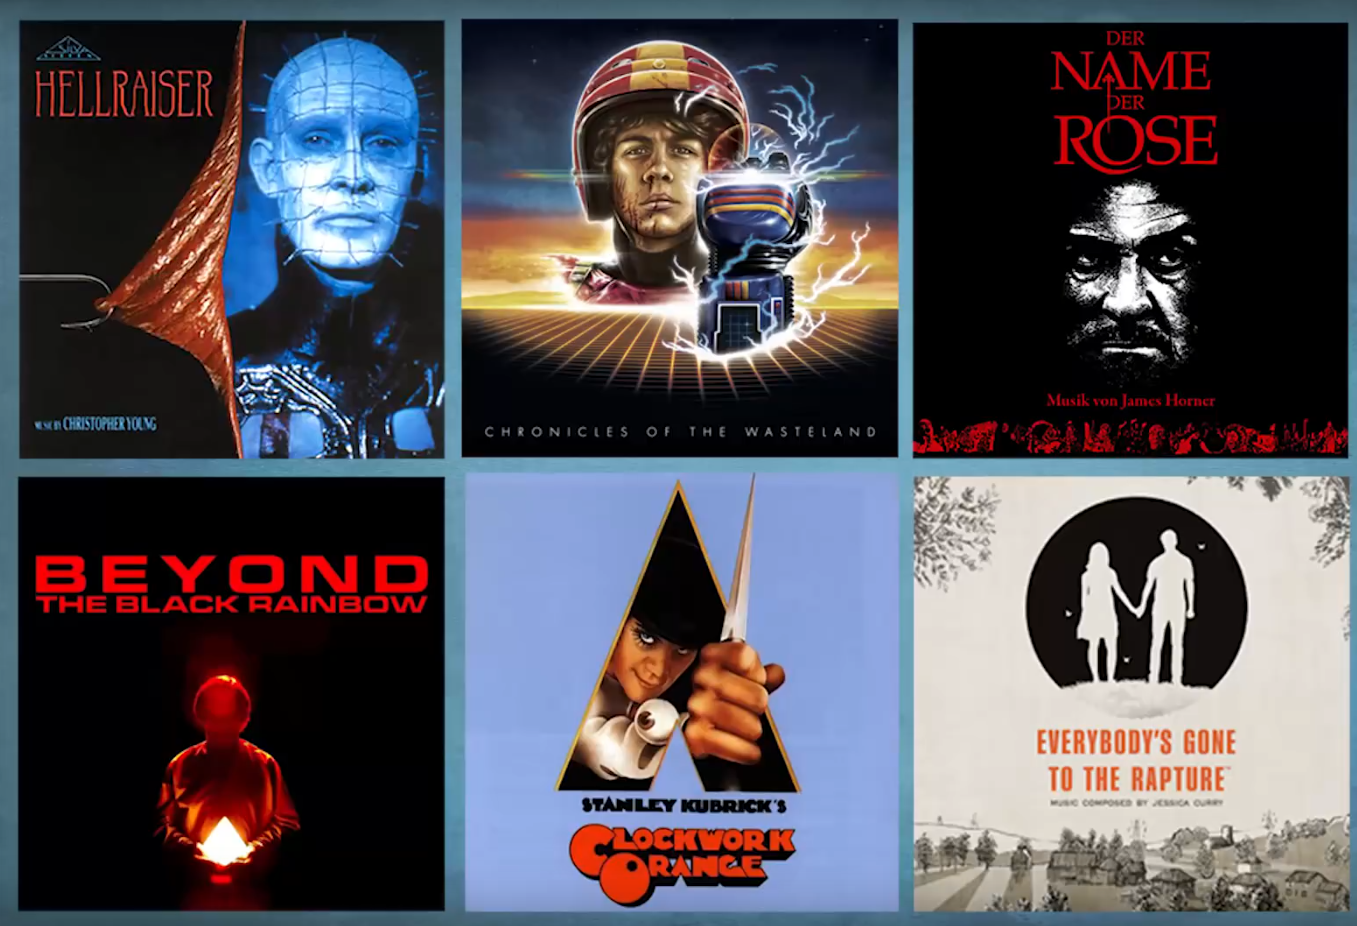 HELLRAISER
MUSIC BY CHRISTOPHER YOUNG
CHRONICLES OF THE WASTELAND
DER
NAME
DER
ROSE
Musik von James Horner
BEYOND
THE BLACK RAINBOW
STANLEY KUBRICK'S
CLOCKWORK
ORANGE
EVERYBODY'S GONE
TO THE RAPTURE™
MUSIC COMPOSED BY JESSICA CURRY